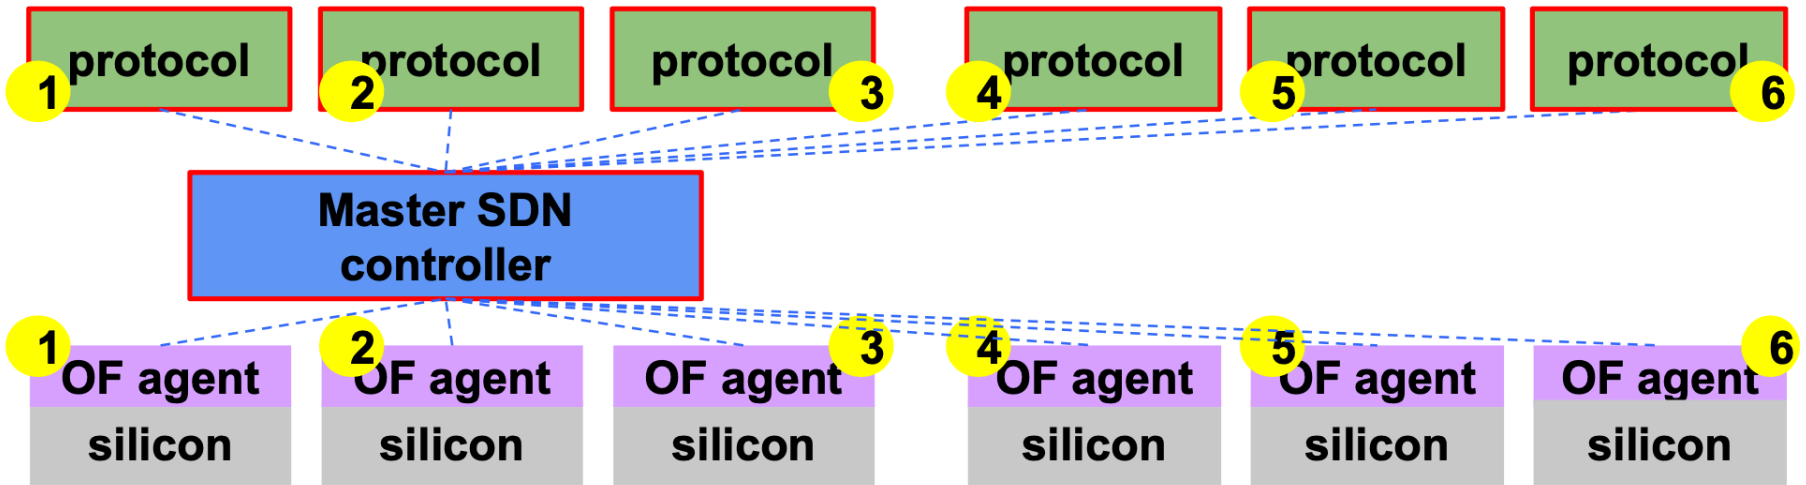 protocol
protocol
protocol
protocol
protocol
protocol
1
2
3
4
5
6
Master SDN
controller
1
2
3
4
5
6
OF agent
OF agent
OF agent
OF agent
OF agent
OF agent
silicon
silicon
silicon
silicon
silicon
silicon